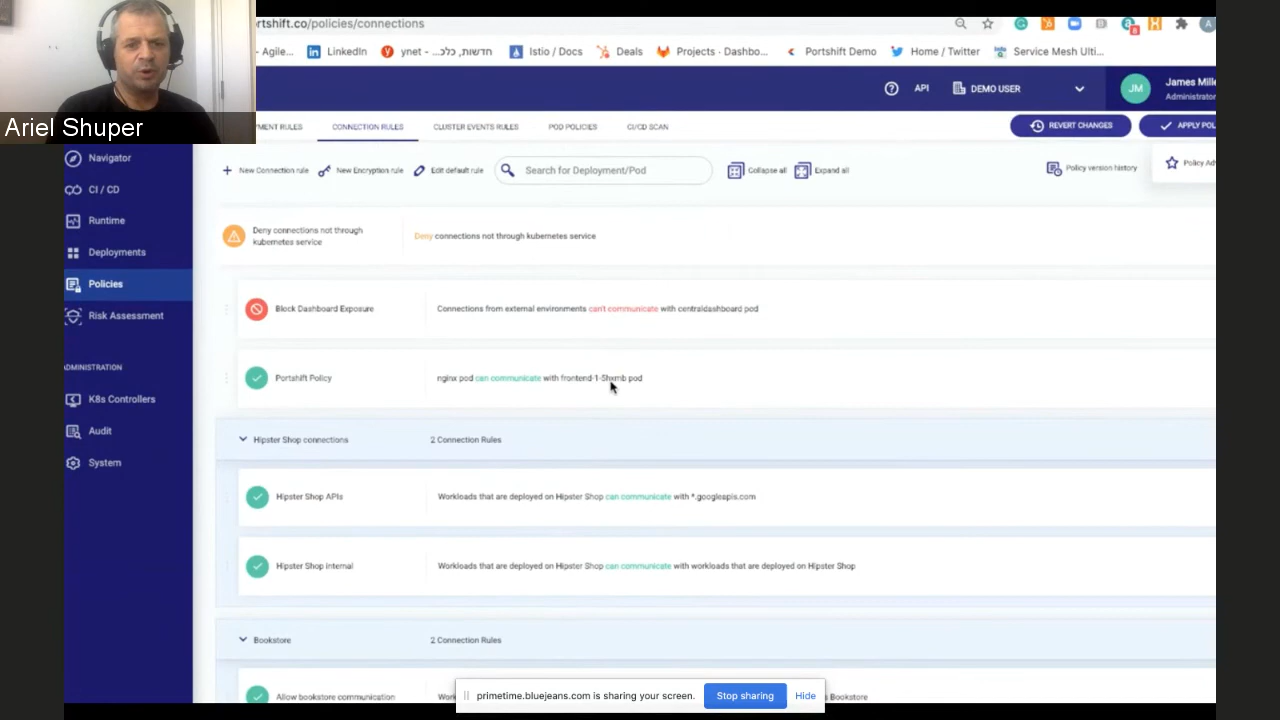 rtshift.co/policies/connections
Agile... LinkedIn ynet - חדשות, כלכ... Istio / Docs Deals Projects · Dashbo... Portshift Demo Home / Twitter Service Mesh Ulti...
8
A
Ariel Shuper
API DEMO USER JM James Mille
Administrator
MENT RULES CONNECTION RULES CLUSTER EVENTS RULES POD POLICIES CI/CD SCAN REVERT CHANGES APPLY POL
Navigator
CI / CD
Runtime
Deployments
Policies
Risk Assessment
ADMINISTRATION
K8s Controllers
Audit
System
New Connection rule New Encryption rule Edit default rule Search for Deployment/Pod Collapse all Expand all Policy version history Policy Adv
Deny connections not through kubernetes service
Deny connections not through kubernetes service
Block Dashboard Exposure Connections from external environments can't communicate with centraldashboard pod
Portshift Policy nginx pod can communicate with frontend-1-5hxmb pod
Hipster Shop connections 2 Connection Rules
Hipster Shop APIs Workloads that are deployed on Hipster Shop can communicate with *.googleapis.com
Hipster Shop internal Workloads that are deployed on Hipster Shop can communicate with workloads that are deployed on Hipster Shop
Bookstore 2 Connection Rules
Allow bookstore communication Wor s Bookstore
primetime.bluejeans.com is sharing your screen. Stop sharing Hide